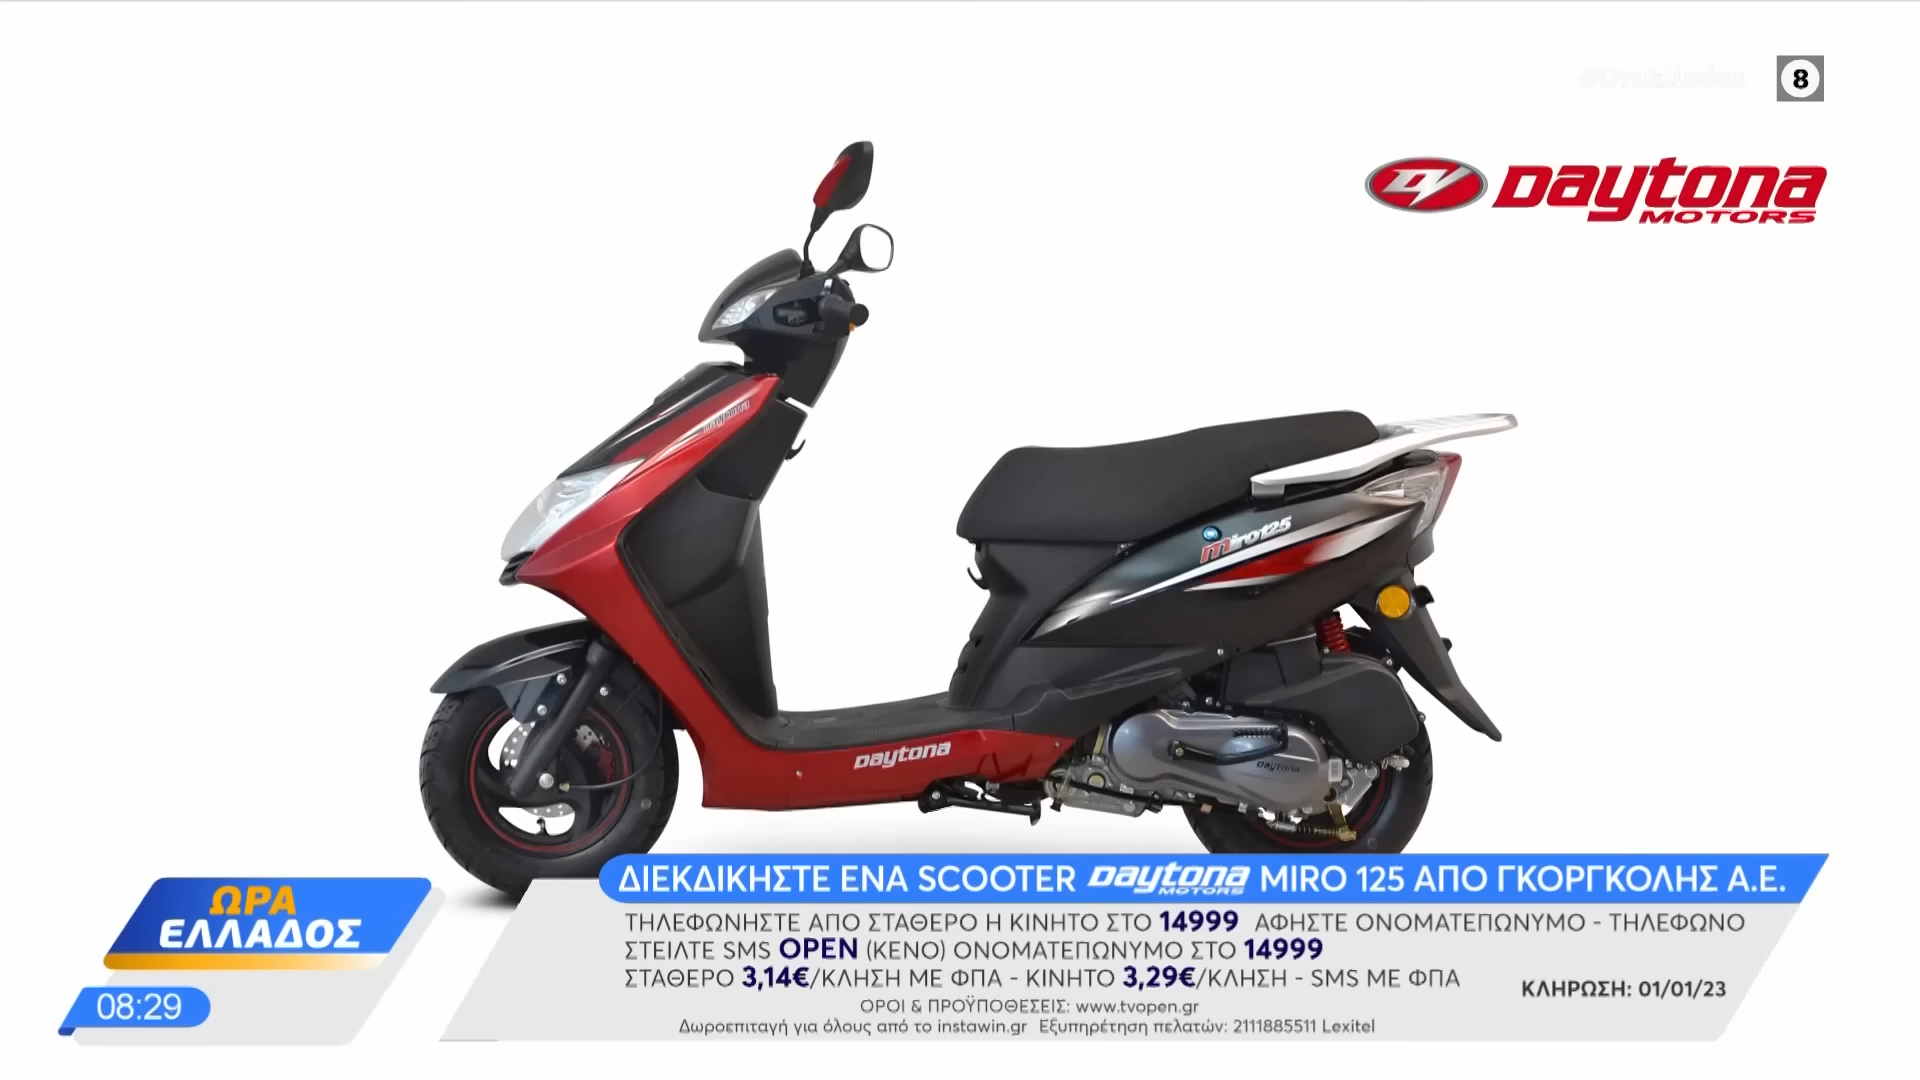 8
DV Daytona
MOTORS
Daytona
miro125
Daytona
Daytona
ΔΙΕΚΔΙΚΗΣΤΕ ΕΝΑ SCOOTER Daytona MOTORS MIRO 125 ΑΠΟ ΓΚΟΡΓΚΟΛΗΣ Α.Ε.
ΩΡΑ
ΕΛΛΑΔΟΣ
08:29
ΤΗΛΕΦΩΝΗΣΤΕ ΑΠΟ ΣΤΑΘΕΡΟ Η ΚΙΝΗΤΟ ΣΤΟ 14999 ΑΦΗΣΤΕ ΟΝΟΜΑΤΕΠΩΝΥΜΟ - ΤΗΛΕΦΩΝΟ
ΣΤΕΙΛΤΕ SMS OPEN (ΚΕΝΟ) ΟΝΟΜΑΤΕΠΩΝΥΜΟ ΣΤΟ 14999
ΣΤΑΘΕΡΟ 3,14€/ΚΛΗΣΗ ΜΕ ΦΠΑ - ΚΙΝΗΤΟ 3,29€/ΚΛΗΣΗ - SMS ΜΕ ΦΠΑ
ΚΛΗΡΩΣΗ: 01/01/23
ΟΡΟΙ & ΠΡΟΫΠΟΘΕΣΕΙΣ: www.tvopen.gr
Δωροεπιταγή για όλους από το instawin.gr Εξυπηρέτηση πελατών: 2111885511 Lexitel